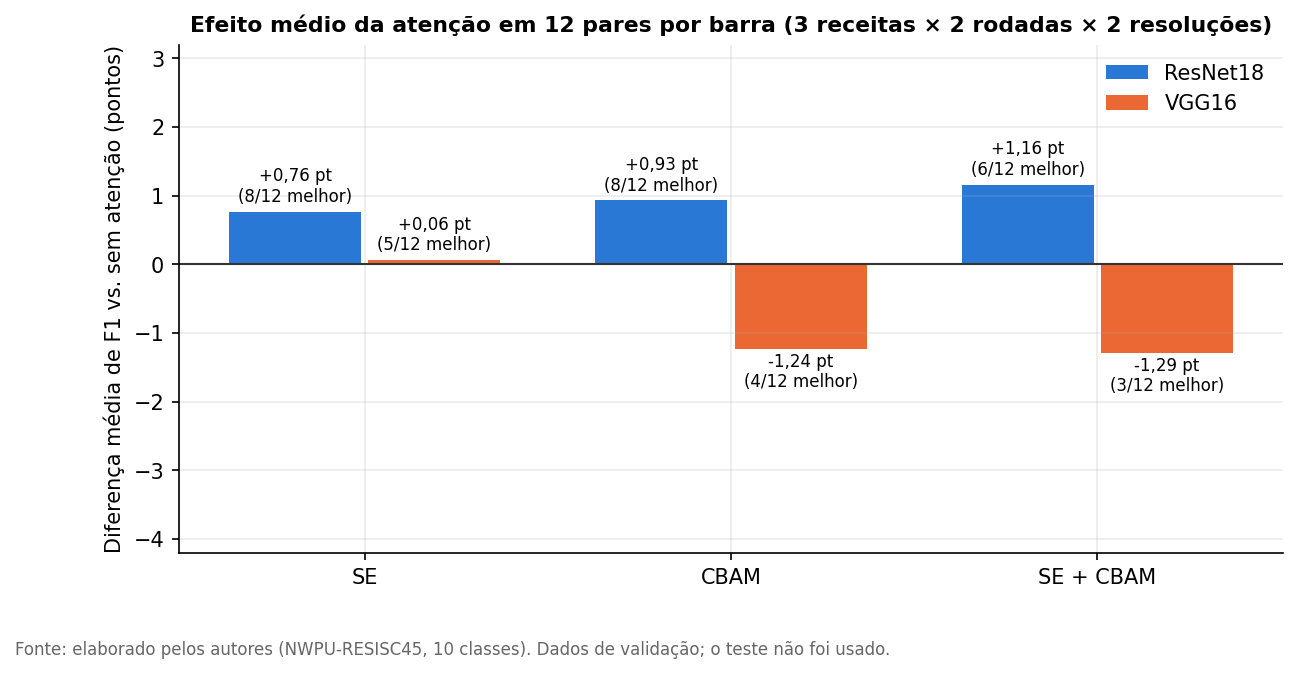 Efeito médio da atenção em 12 pares por barra (3 receitas × 2 rodadas × 2 resoluções)
Diferença média de F1 vs. sem atenção (pontos)
3
2
1
0
−1
−2
−3
−4
ResNet18
VGG16
+0,76 pt
(8/12 melhor)
+0,06 pt
(5/12 melhor)
+0,93 pt
(8/12 melhor)
-1,24 pt
(4/12 melhor)
+1,16 pt
(6/12 melhor)
-1,29 pt
(3/12 melhor)
SE
CBAM
SE + CBAM
Fonte: elaborado pelos autores (NWPU-RESISC45, 10 classes). Dados de validação; o teste não foi usado.